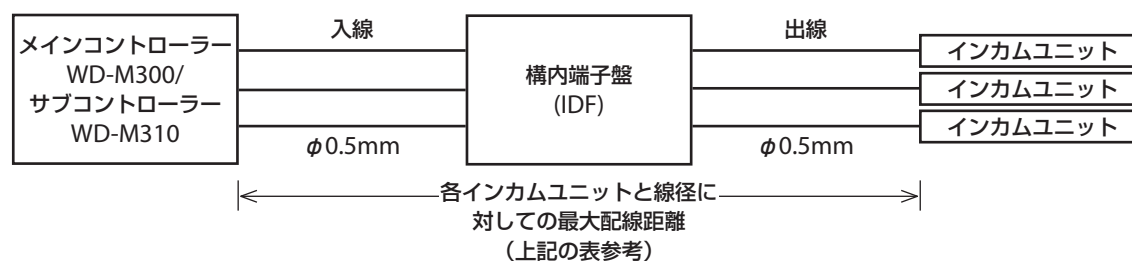 メインコントローラー
WD-M300/
サブコントローラー
WD-M310
入線
φ0.5mm
構内端子盤
(IDF)
出線
φ0.5mm
インカムユニット
インカムユニット
インカムユニット
各インカムユニットと線径に
対しての最大配線距離
（上記の表参考）